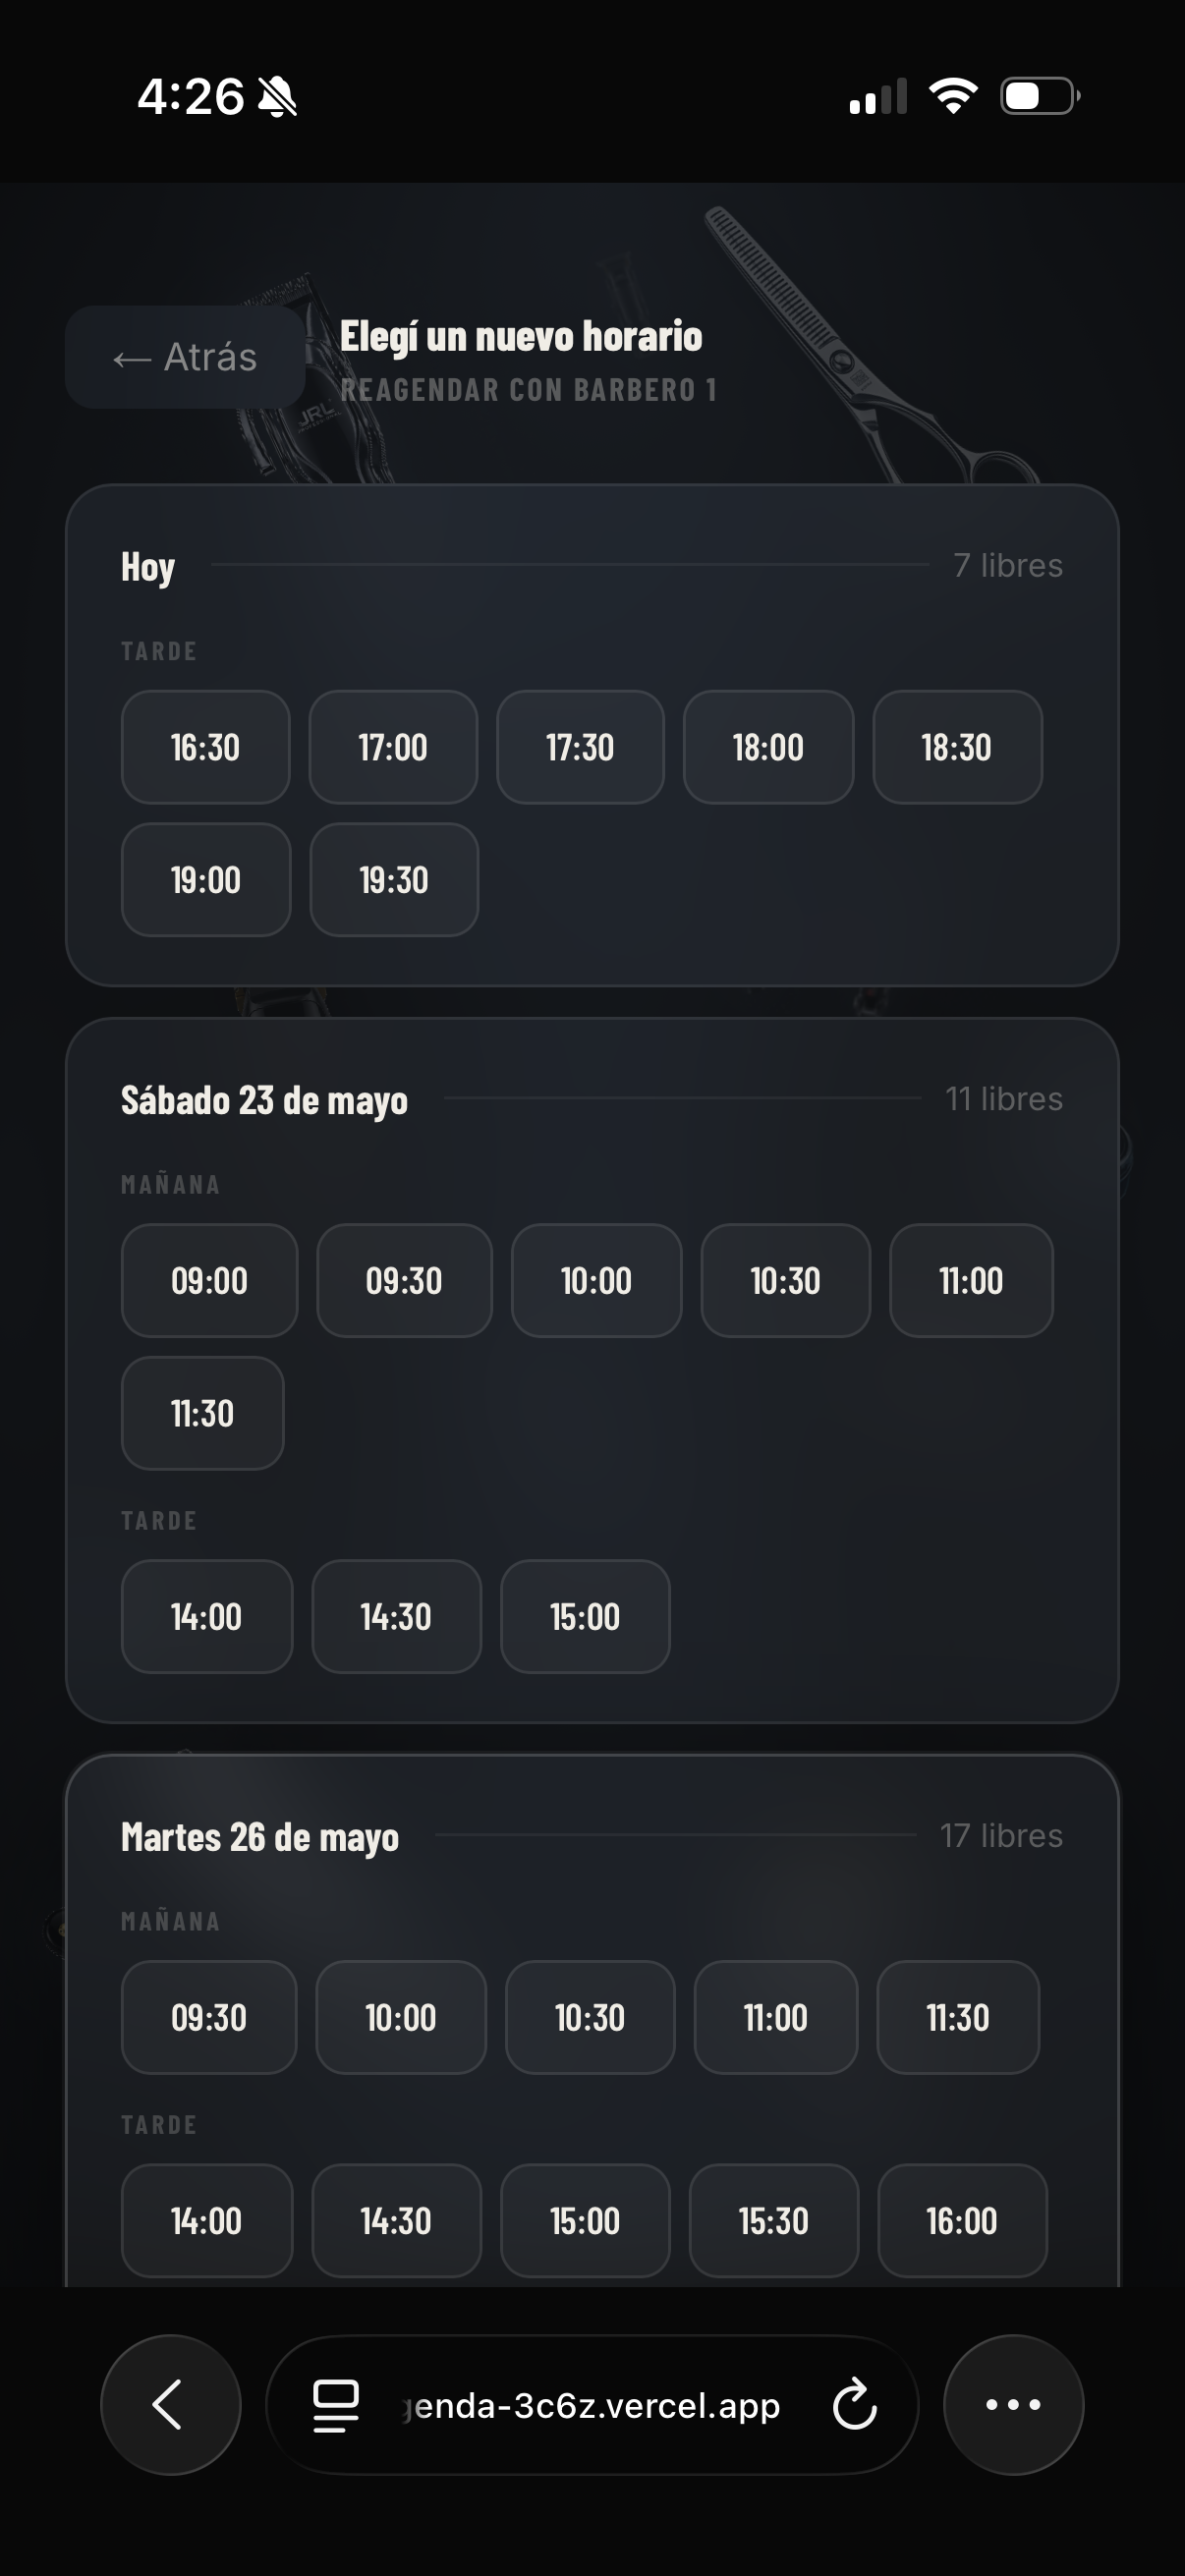 4:26
← Atrás
Elegí un nuevo horario
REAGENDAR CON BARBERO 1
JRL
Hoy
7 libres
TARDE
16:30 17:00 17:30 18:00 18:30
19:00 19:30
Sábado 23 de mayo
11 libres
MAÑANA
09:00 09:30 10:00 10:30 11:00
11:30
TARDE
14:00 14:30 15:00
Martes 26 de mayo
17 libres
MAÑANA
09:30 10:00 10:30 11:00 11:30
TARDE
14:00 14:30 15:00 15:30 16:00
genda-3c6z.vercel.app